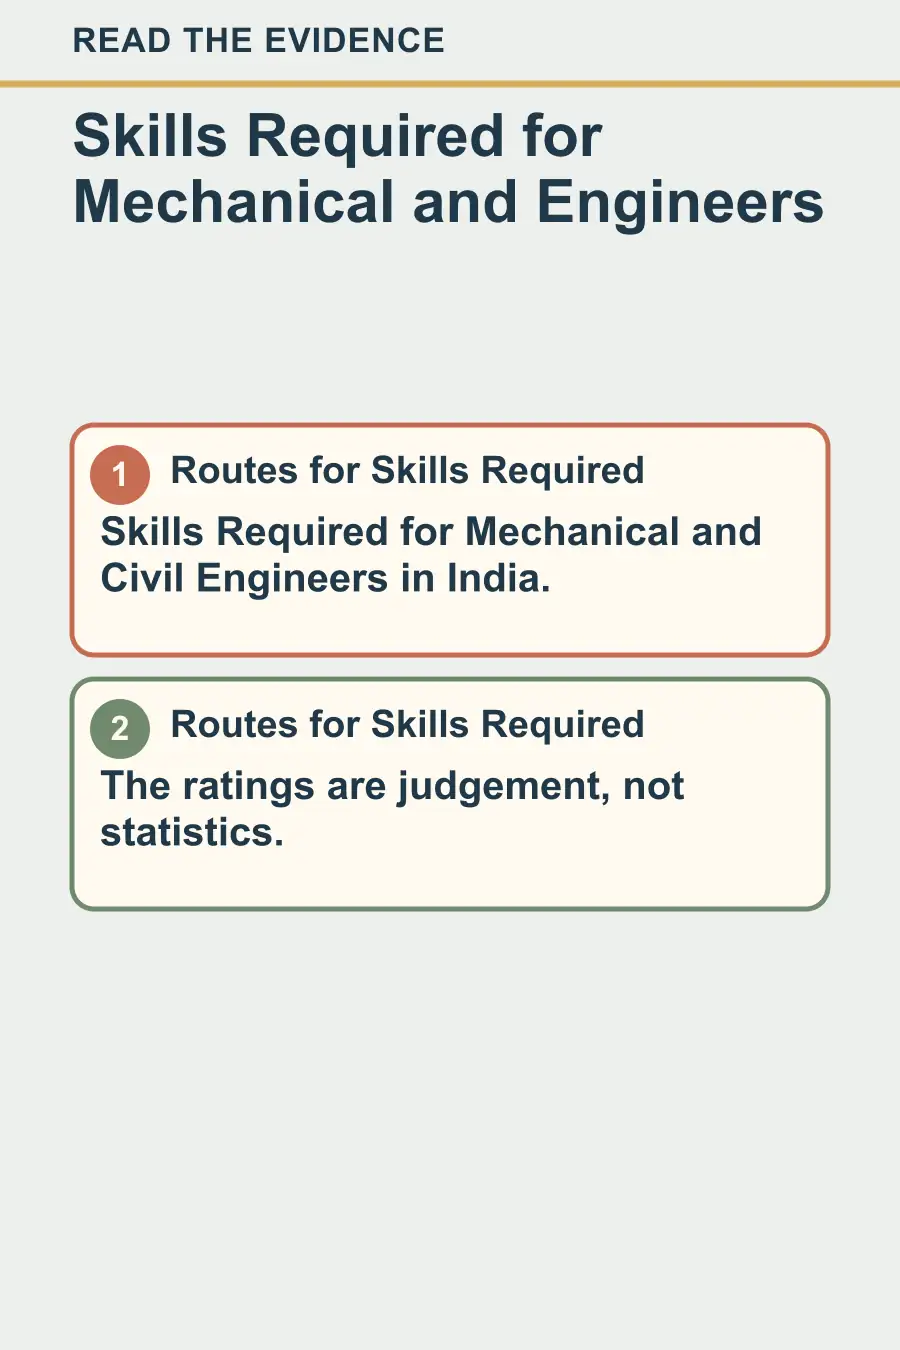 READ THE EVIDENCE
Skills Required for
Mechanical and Engineers
1
Routes for Skills Required
Skills Required for Mechanical and
Civil Engineers in India.
2
Routes for Skills Required
The ratings are judgement, not
statistics.